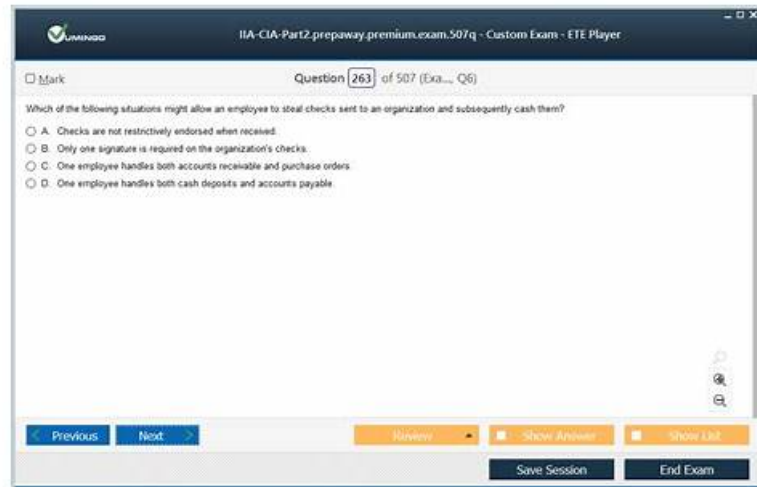 VUMINGO
IIA-CIA-Part2.prepaway.premium.exam.507q - Custom Exam - ETE Player
Mark
Question 263 of 507 (Exa..., Q6)
Which of the following situations might allow an employee to steal checks sent to an organization and subsequently cash them?
A. Checks are not restrictively endorsed when received.
B. Only one signature is required on the organization's checks.
C. One employee handles both accounts receivable and purchase orders.
D. One employee handles both cash deposits and accounts payable.
Previous
Next
Review
Show Answer
Show List
Save Session
End Exam